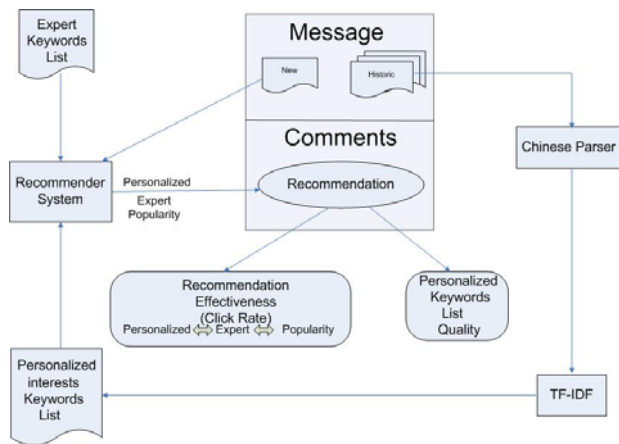 Expert
Keywords
List
Message
New
Historic
Comments
Recommendation
Chinese Parser
Recommender
System
Personalized
Expert
Popularity
Recommendation
Effectiveness
(Click Rate)
Personalized Expert Popularity
Personalized
Keywords
List
Quality
Personalized
interests
Keywords
List
TF-IDF